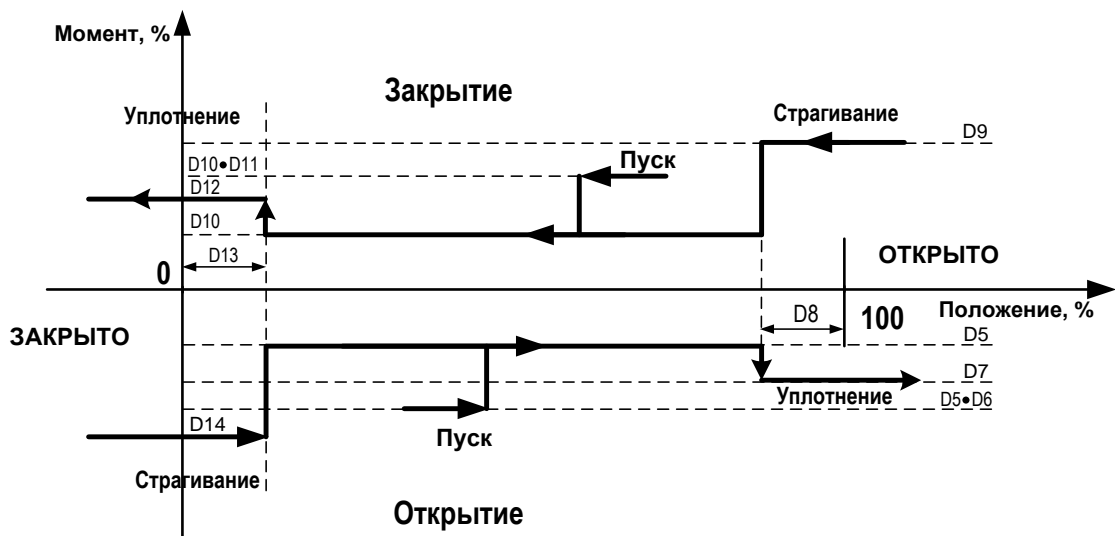 Момент, %
Закрытие
Уплотнение
Страгивание
D9
D10•D11
Пуск
D12
D10
D13
ОТКРЫТО
0
D8
100
Положение, %
ЗАКРЫТО
D5
D7
Уплотнение
D5•D6
D14
Пуск
Страгивание
Открытие